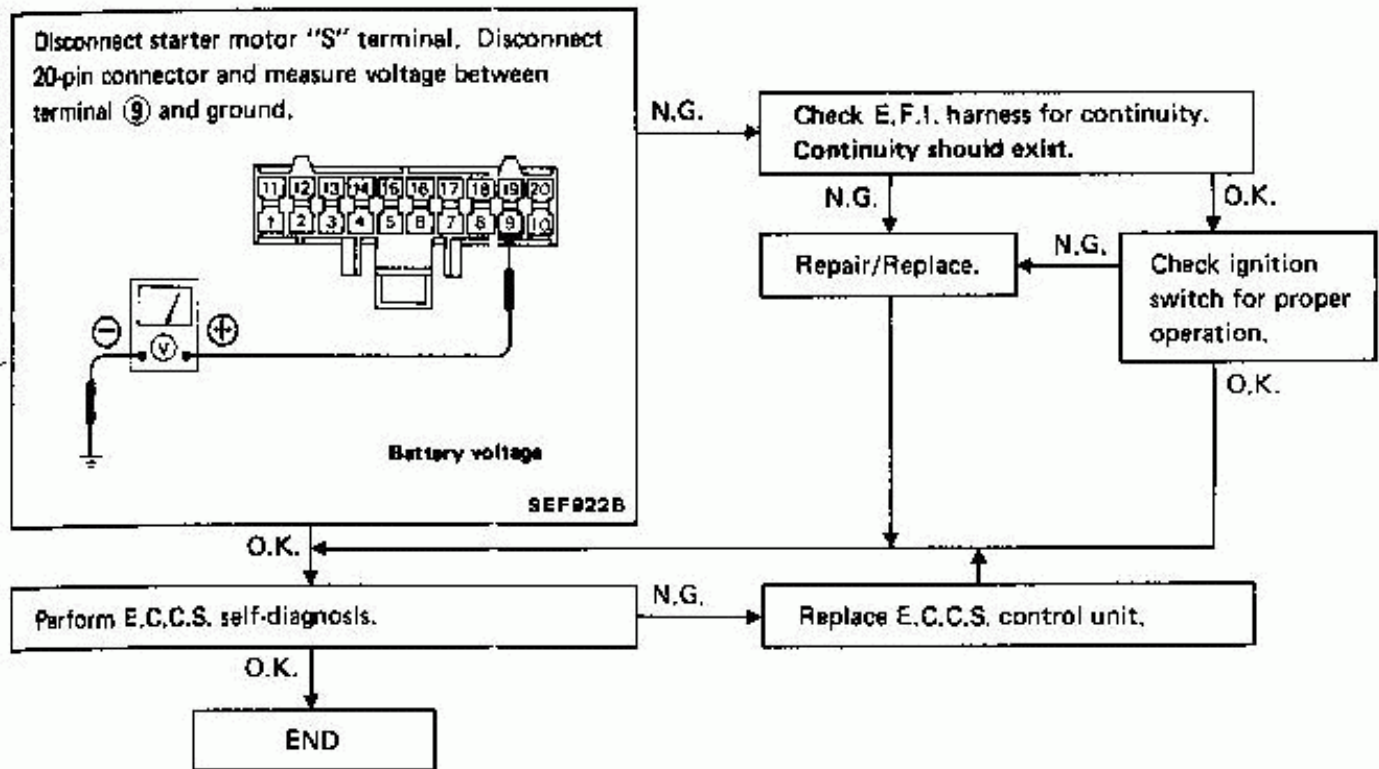 Disconnect starter motor "S" terminal. Disconnect
20-pin connector and measure voltage between
terminal ⑨ and ground.
N.G.
Check E.F.I. harness for continuity.
Continuity should exist.
11 12 13 14 15 16 17 18 19 20
1 2 3 4 5 6 7 8 9 10
N.G.
O.K.
Repair/Replace.
N.G.
Check ignition
switch for proper
operation.
⊖ V ⊕
O.K.
Battery voltage
SEF922B
O.K.
Perform E.C.C.S. self-diagnosis.
N.G.
Replace E.C.C.S. control unit.
O.K.
END